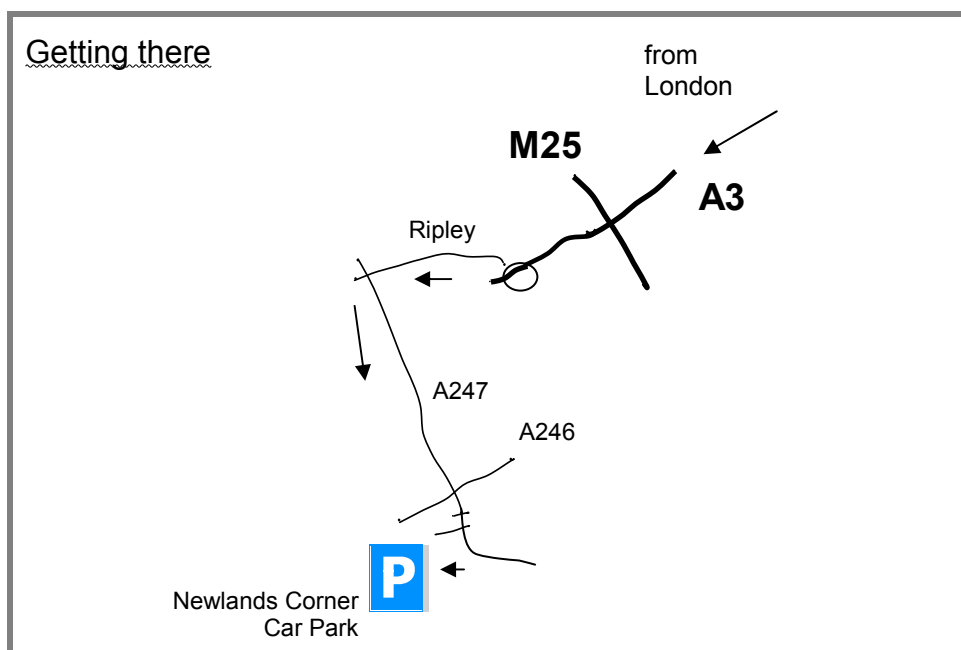 Getting there
from
London
M25
A3
Ripley
A247
A246
P
Newlands Corner
Car Park